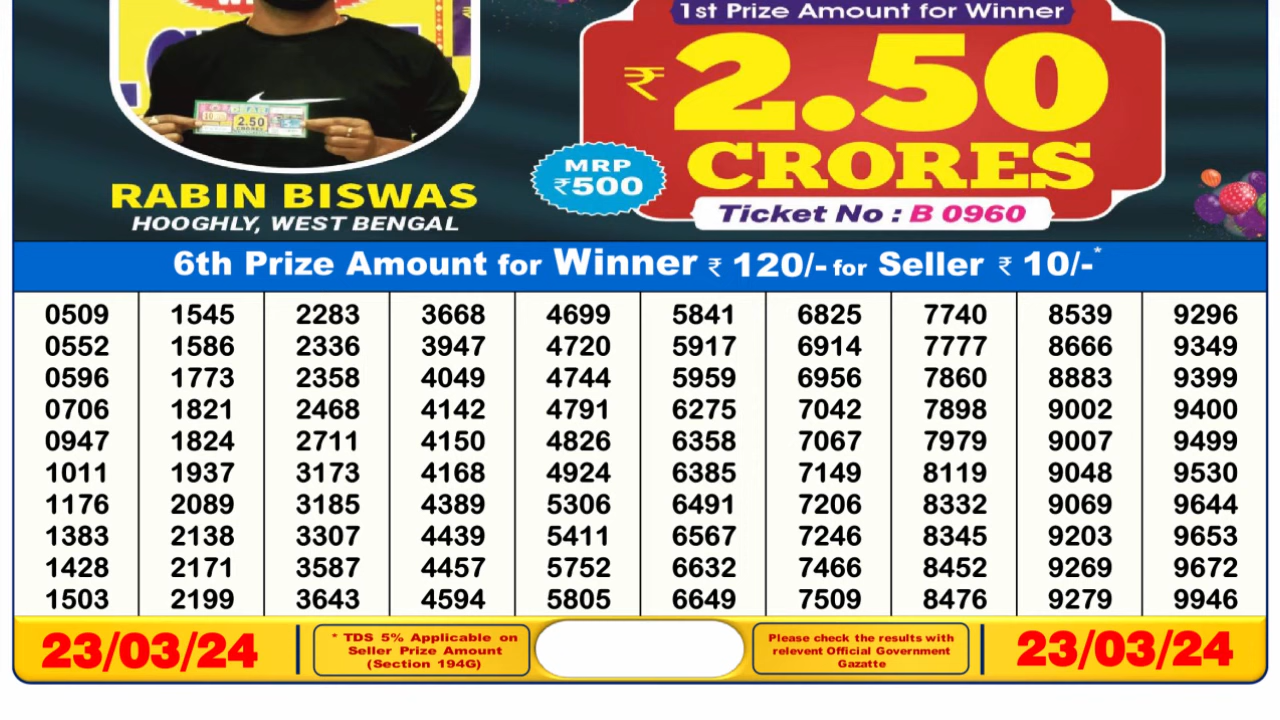 1st Prize Amount for Winner
₹ 2.50
CRORES
MRP
₹500
2.50
CRORES
RABIN BISWAS
HOOGHLY, WEST BENGAL
Ticket No : B 0960
6th Prize Amount for Winner ₹ 120/- for Seller ₹ 10/-*
0509 1545 2283 3668 4699 5841 6825 7740 8539 9296
0552 1586 2336 3947 4720 5917 6914 7777 8666 9349
0596 1773 2358 4049 4744 5959 6956 7860 8883 9399
0706 1821 2468 4142 4791 6275 7042 7898 9002 9400
0947 1824 2711 4150 4826 6358 7067 7979 9007 9499
1011 1937 3173 4168 4924 6385 7149 8119 9048 9530
1176 2089 3185 4389 5306 6491 7206 8332 9069 9644
1383 2138 3307 4439 5411 6567 7246 8345 9203 9653
1428 2171 3587 4457 5752 6632 7466 8452 9269 9672
1503 2199 3643 4594 5805 6649 7509 8476 9279 9946
23/03/24
* TDS 5% Applicable on
Seller Prize Amount
(Section 194G)
Please check the results with
relevent Official Government
Gazatte
23/03/24